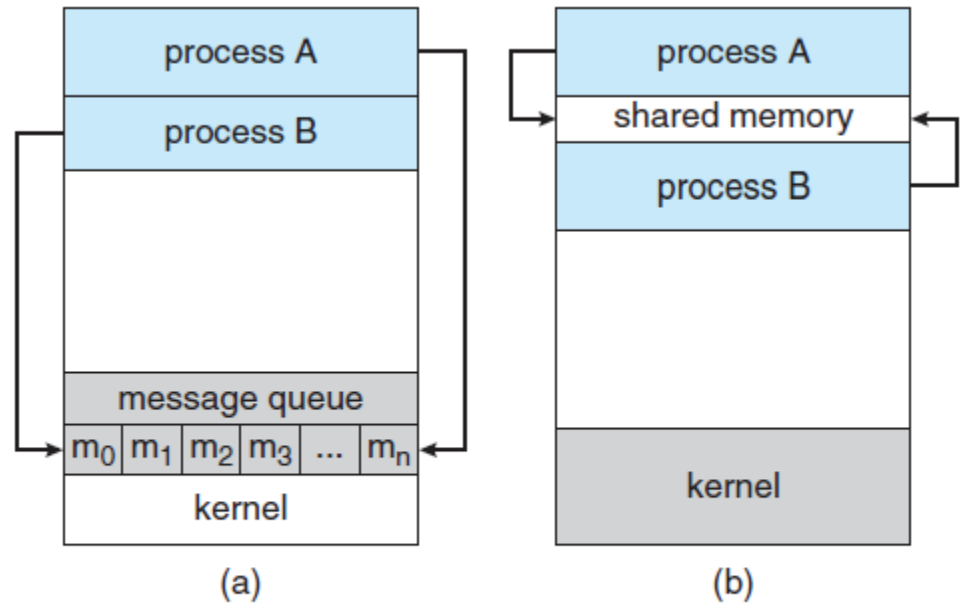 process A
process B
message queue
m0 m1 m2 m3 ... mn
kernel
(a)
process A
shared memory
process B
kernel
(b)